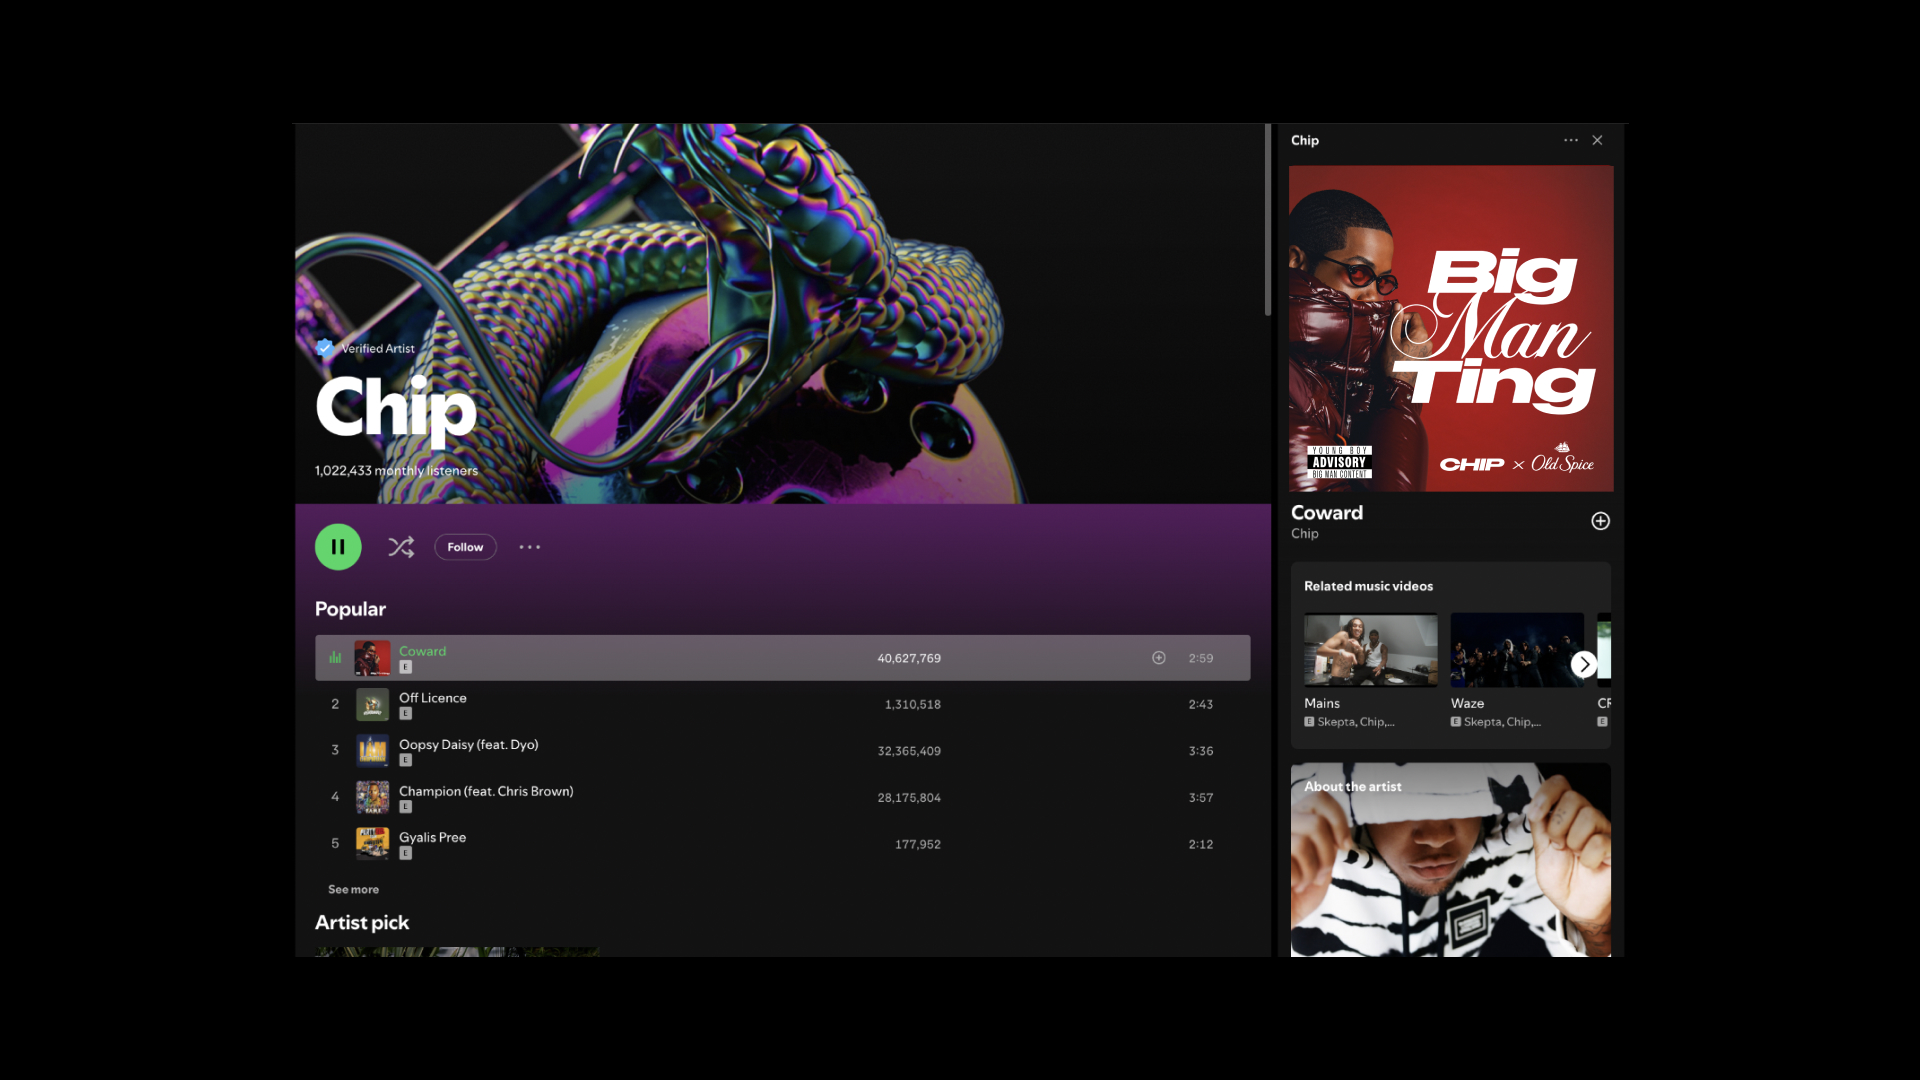 Verified Artist
Chip
1,022,433 monthly listeners
Follow
Popular
Coward
E
40,627,769
2:59
2
Off Licence
E
1,310,518
2:43
3
Oopsy Daisy (feat. Dyo)
E
32,365,409
3:36
4
Champion (feat. Chris Brown)
E
28,175,804
3:57
5
Gyalis Pree
E
177,952
2:12
See more
Artist pick
Chip
Big
Man
Ting
YOUNG BOY
ADVISORY
BIG MAN CONTENT
CHIP × Old Spice
Coward
Chip
Related music videos
Mains
E Skepta, Chip,...
Waze
E Skepta, Chip,...
E
About the artist